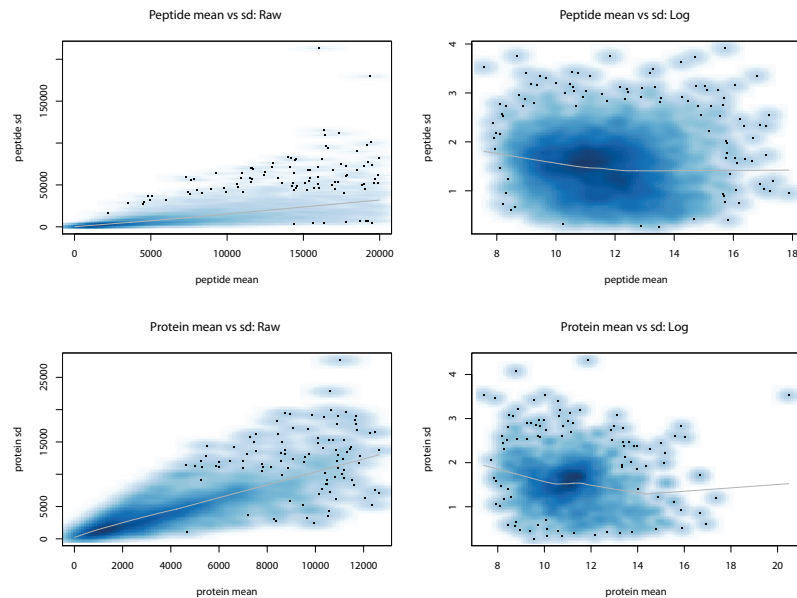 Peptide mean vs sd: Raw
peptide sd
150000
50000
0
0 5000 10000 15000 20000
peptide mean
Peptide mean vs sd: Log
peptide sd
4
3
2
1
8 10 12 14 16 18
peptide mean
Protein mean vs sd: Raw
protein sd
25000
15000
5000
0
0 2000 4000 6000 8000 10000 12000
protein mean
Protein mean vs sd: Log
protein sd
4
3
2
1
8 10 12 14 16 18 20
protein mean